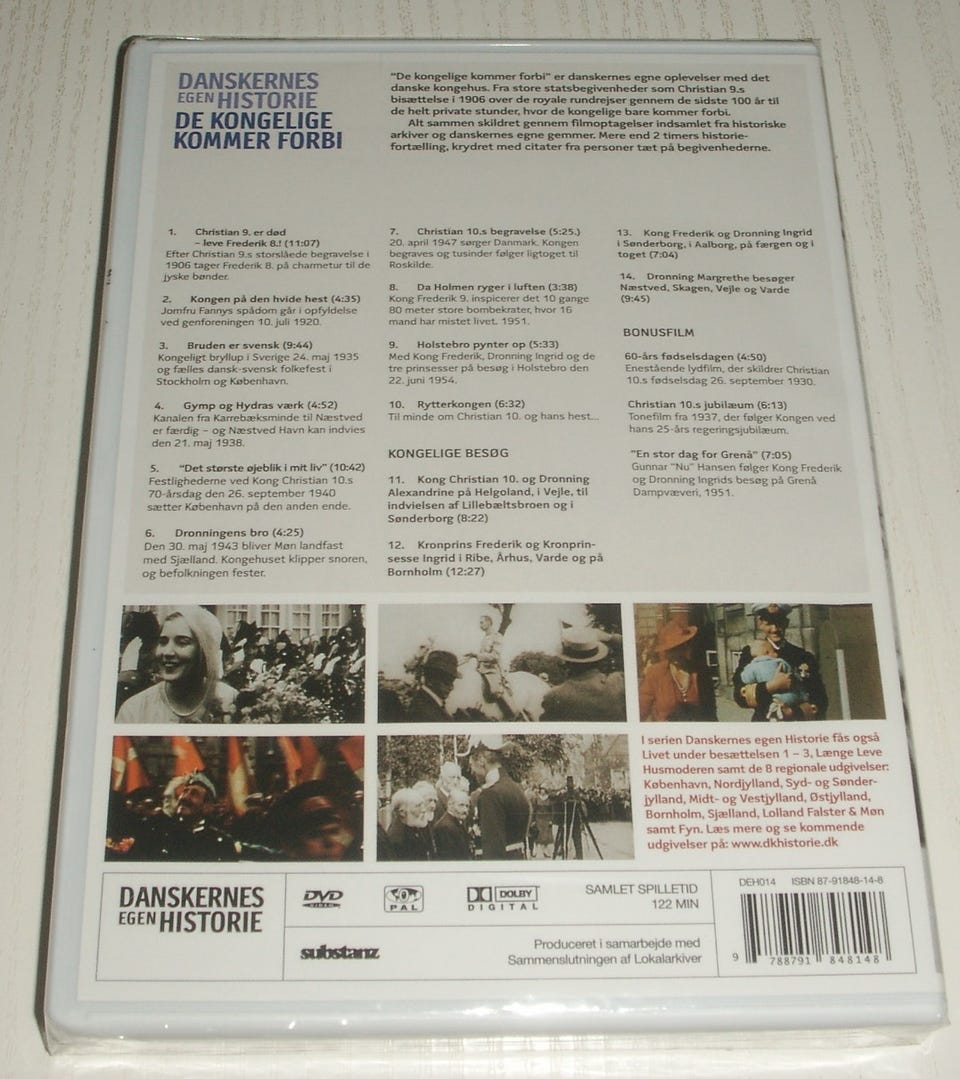 DANSKERNES
EGEN HISTORIE
DE KONGELIGE
KOMMER FORBI
"De kongelige kommer forbi" er danskernes egne oplevelser med det
danske kongehus. Fra store statsbegivenheder som Christian 9.s
bisættelse i 1906 over de royale rundrejser gennem de sidste 100 år til
de helt private stunder, hvor de kongelige bare kommer forbi.
Alt sammen skildret gennem filmoptagelser indsamlet fra historiske
arkiver og danskernes egne gemmer. Mere end 2 timers historie-
fortælling, krydret med citater fra personer tæt på begivenhederne.
1. Christian 9. er død
– leve Frederik 8.! (11:07)
Efter Christian 9.s storslåede begravelse i
1906 tager Frederik 8. på charmetur til de
jyske bønder.
2. Kongen på den hvide hest (4:35)
Jomfru Fannys spådom går i opfyldelse
ved genforeningen 10. juli 1920.
3. Bruden er svensk (9:44)
Kongeligt bryllup i Sverige 24. maj 1935
og fælles dansk-svensk folkefest i
Stockholm og København.
4. Gymp og Hydras værk (4:52)
Kanalen fra Karrebæksminde til Næstved
er færdig – og Næstved Havn kan indvies
den 21. maj 1938.
5. "Det største øjeblik i mit liv" (10:42)
Festlighederne ved Kong Christian 10.s
70-årsdag den 26. september 1940
sætter København på den anden ende.
6. Dronningens bro (4:25)
Den 30. maj 1943 bliver Møn landfast
med Sjælland. Kongehuset klipper snoren,
og befolkningen fester.
7. Christian 10.s begravelse (5:25.)
20. april 1947 sørger Danmark. Kongen
begraves og tusinder følger ligtoget til
Roskilde.
8. Da Holmen ryger i luften (3:38)
Kong Frederik 9. inspicerer det 10 gange
80 meter store bombekrater, hvor 16
mand har mistet livet. 1951.
9. Holstebro pynter op (5:33)
Med Kong Frederik, Dronning Ingrid og de
tre prinsesser på besøg i Holstebro den
22. juni 1954.
10. Rytterkongen (6:32)
Til minde om Christian 10. og hans hest...
KONGELIGE BESØG
11. Kong Christian 10. og Dronning
Alexandrine på Helgoland, i Vejle, til
indvielsen af Lillebæltsbroen og i
Sønderborg (8:22)
12. Kronprins Frederik og Kronprin-
sesse Ingrid i Ribe, Århus, Varde og på
Bornholm (12:27)
13. Kong Frederik og Dronning Ingrid
i Sønderborg, i Aalborg, på færgen og i
toget (7:04)
14. Dronning Margrethe besøger
Næstved, Skagen, Vejle og Varde
(9:45)
BONUSFILM
60-års fødselsdagen (4:50)
Enestående lydfilm, der skildrer Christian
10.s fødselsdag 26. september 1930.
Christian 10.s jubilæum (6:13)
Tonefilm fra 1937, der følger Kongen ved
hans 25-års regeringsjubilæum.
"En stor dag for Grenå" (7:05)
Gunnar "Nu" Hansen følger Kong Frederik
og Dronning Ingrids besøg på Grenå
Dampvæveri, 1951.
I serien Danskernes egen Historie fås også
Livet under besættelsen 1 – 3, Længe Leve
Husmoderen samt de 8 regionale udgivelser:
København, Nordjylland, Syd- og Sønder-
jylland, Midt- og Vestjylland, Østjylland,
Bornholm, Sjælland, Lolland Falster & Møn
samt Fyn. Læs mere og se kommende
udgivelser på: www.dkhistorie.dk
DANSKERNES
EGEN HISTORIE
DVD
VIDEO
PAL
DOLBY
DIGITAL
SAMLET SPILLETID
122 MIN
substanz
Produceret i samarbejde med
Sammenslutningen af Lokalarkiver
DEH014 ISBN 87-91848-14-8
9 788791 848148